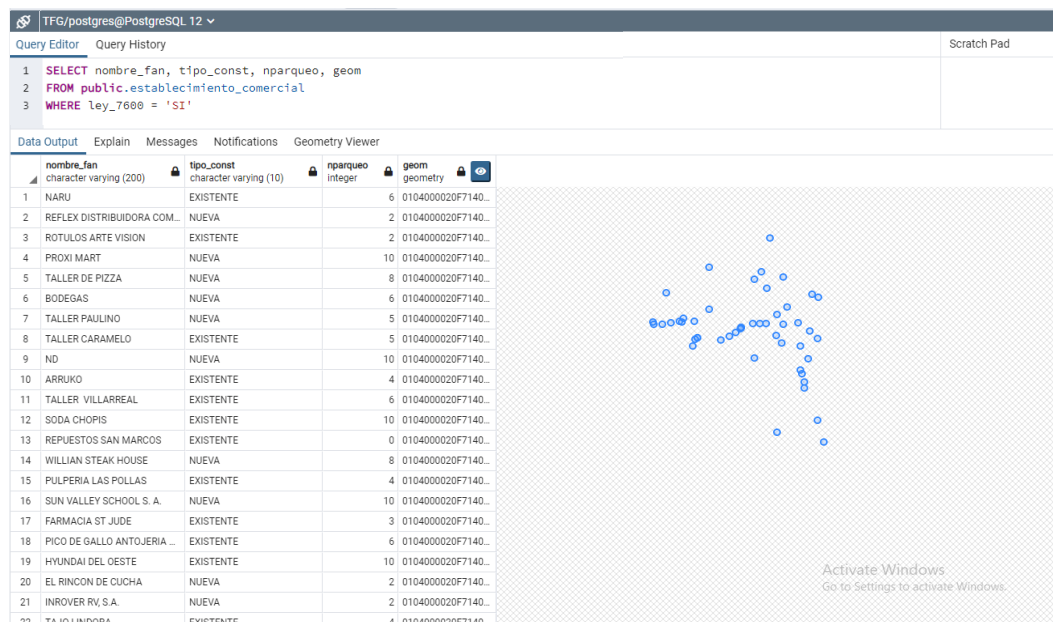 TFG/postgres@PostgreSQL 12
Query Editor Query History Scratch Pad
1 SELECT nombre_fan, tipo_const, nparqueo, geom
2 FROM public.establecimiento_comercial
3 WHERE ley_7600 = 'SI'
Data Output Explain Messages Notifications Geometry Viewer
nombre_fan tipo_const nparqueo geom
character varying (200) character varying (10) integer geometry
1 NARU EXISTENTE 6 0104000020F7140...
2 REFLEX DISTRIBUIDORA COM... NUEVA 2 0104000020F7140...
3 ROTULOS ARTE VISION EXISTENTE 2 0104000020F7140...
4 PROXI MART NUEVA 10 0104000020F7140...
5 TALLER DE PIZZA NUEVA 8 0104000020F7140...
6 BODEGAS NUEVA 6 0104000020F7140...
7 TALLER PAULINO NUEVA 5 0104000020F7140...
8 TALLER CARAMELO EXISTENTE 5 0104000020F7140...
9 ND NUEVA 10 0104000020F7140...
10 ARRUKO EXISTENTE 4 0104000020F7140...
11 TALLER VILLARREAL EXISTENTE 6 0104000020F7140...
12 SODA CHOPIS EXISTENTE 10 0104000020F7140...
13 REPUESTOS SAN MARCOS EXISTENTE 0 0104000020F7140...
14 WILLIAN STEAK HOUSE NUEVA 8 0104000020F7140...
15 PULPERIA LAS POLLAS EXISTENTE 4 0104000020F7140...
16 SUN VALLEY SCHOOL S. A. NUEVA 10 0104000020F7140...
17 FARMACIA ST JUDE EXISTENTE 3 0104000020F7140...
18 PICO DE GALLO ANTOJERIA ... EXISTENTE 6 0104000020F7140...
19 HYUNDAI DEL OESTE EXISTENTE 10 0104000020F7140...
20 EL RINCON DE CUCHA NUEVA 2 0104000020F7140...
21 INROVER RV, S.A. NUEVA 2 0104000020F7140...
22 TAJO LINDORA EXISTENTE 4 0104000020F7140...
Activate Windows
Go to Settings to activate Windows.